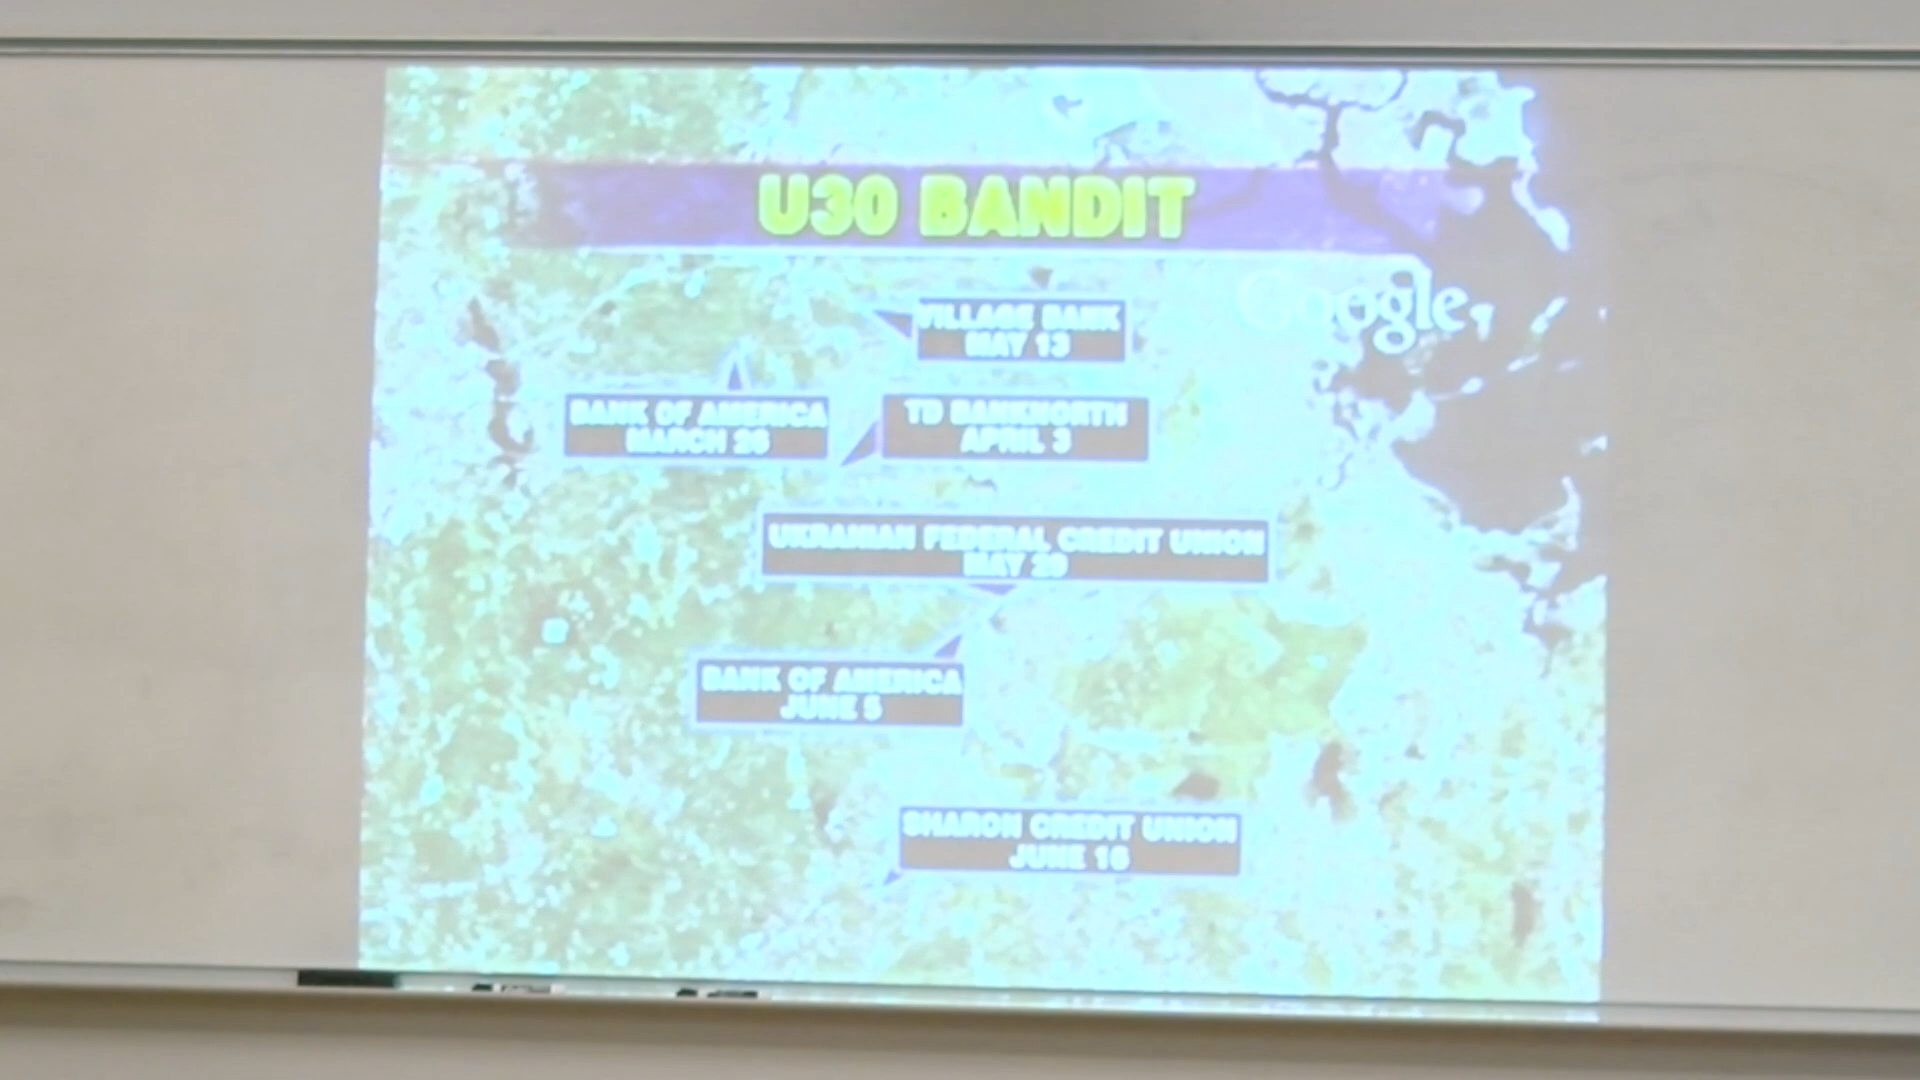 U30 BANDIT
Google
VILLAGE BANK
MAY 13
BANK OF AMERICA
MARCH 26
TD BANKNORTH
APRIL 3
UKRANIAN FEDERAL CREDIT UNION
MAY 29
BANK OF AMERICA
JUNE 5
SHARON CREDIT UNION
JUNE 16